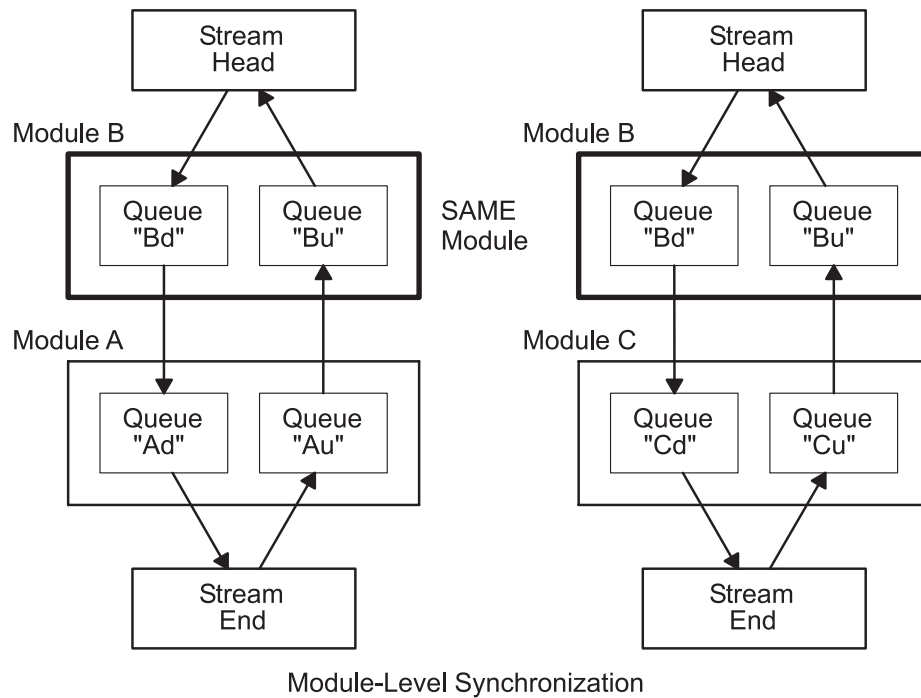 Stream
Head
Module B
Queue
"Bd"
Queue
"Bu"
SAME
Module
Module A
Queue
"Ad"
Queue
"Au"
Stream
End
Stream
Head
Module B
Queue
"Bd"
Queue
"Bu"
Module C
Queue
"Cd"
Queue
"Cu"
Stream
End
Module-Level Synchronization